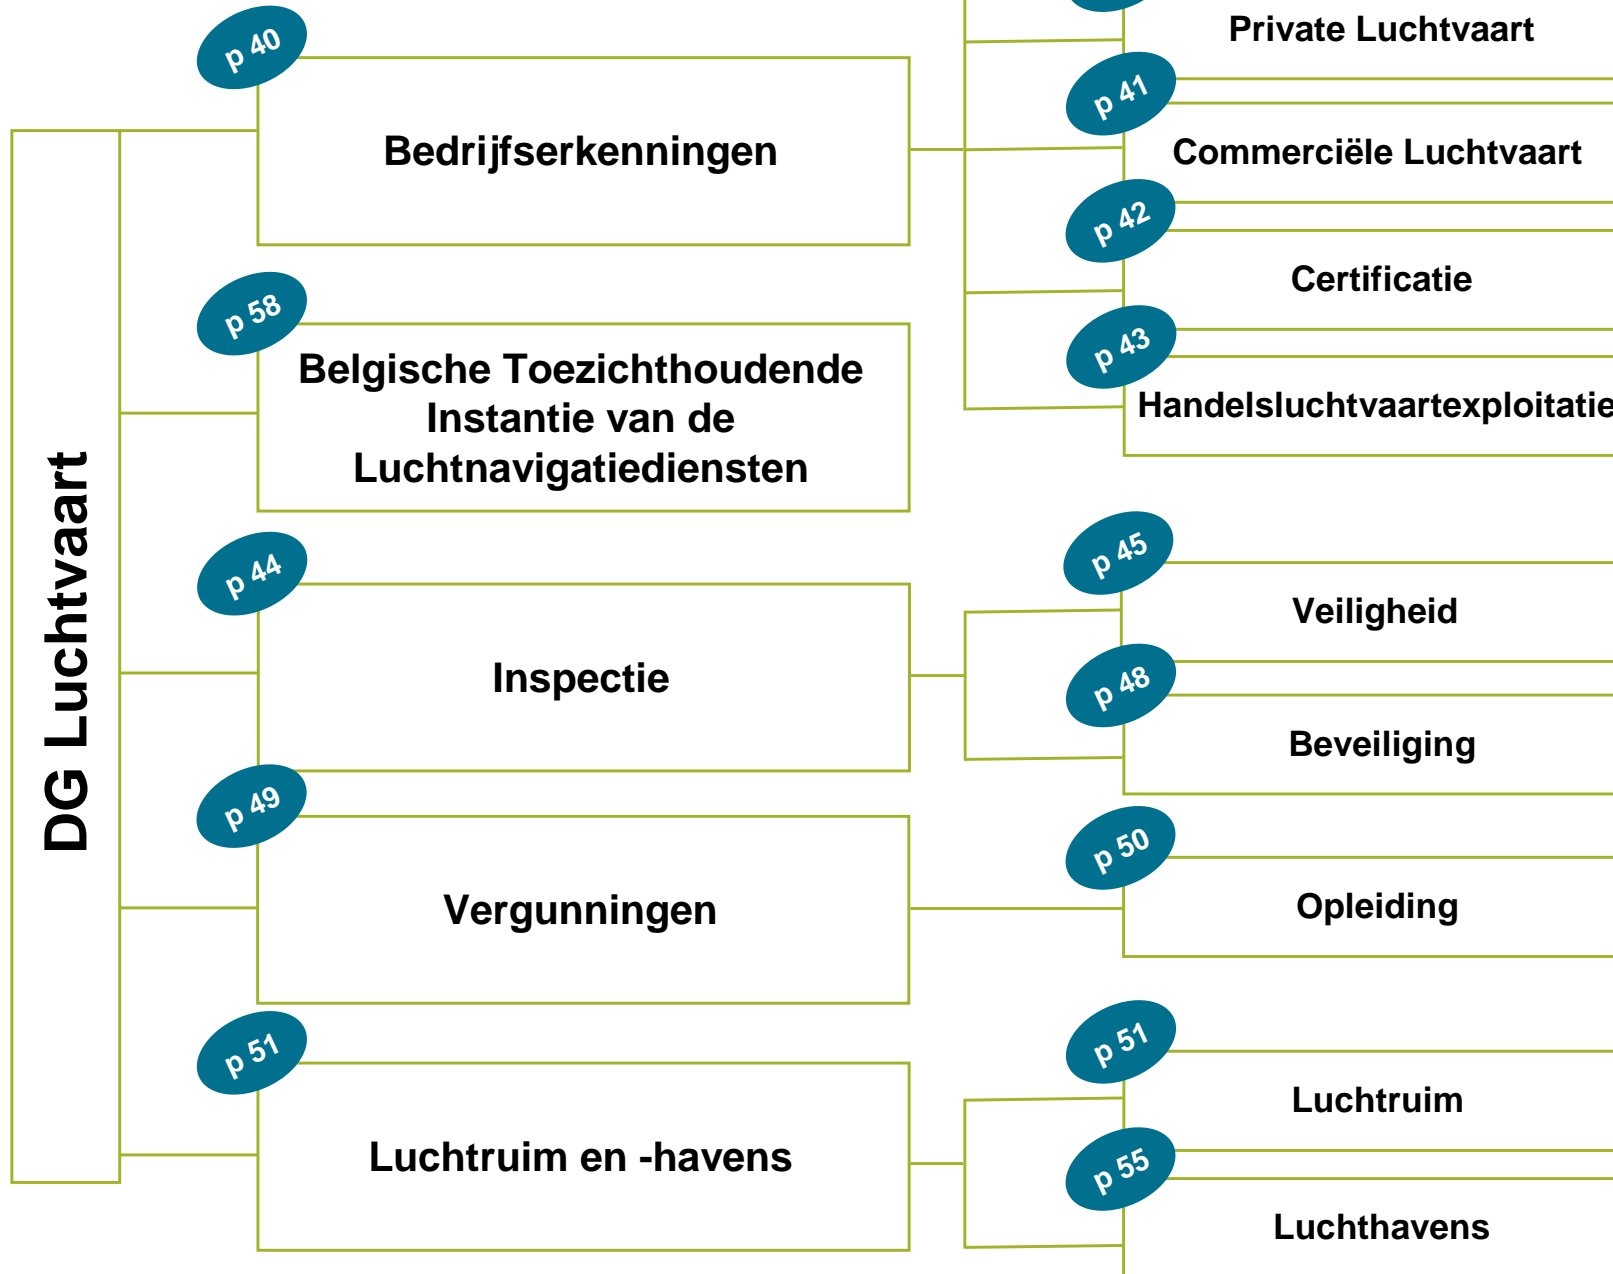 DG Luchtvaart
p 40
Bedrijfserkenningen
Private Luchtvaart
p 41
Commerciële Luchtvaart
p 42
Certificatie
p 43
Handelsluchtvaartexploitatie
p 58
Belgische Toezichthoudende
Instantie van de
Luchtnavigatiediensten
p 44
Inspectie
p 45
Veiligheid
p 48
Beveiliging
p 49
Vergunningen
p 50
Opleiding
p 51
Luchtruim en -havens
p 51
Luchtruim
p 55
Luchthavens